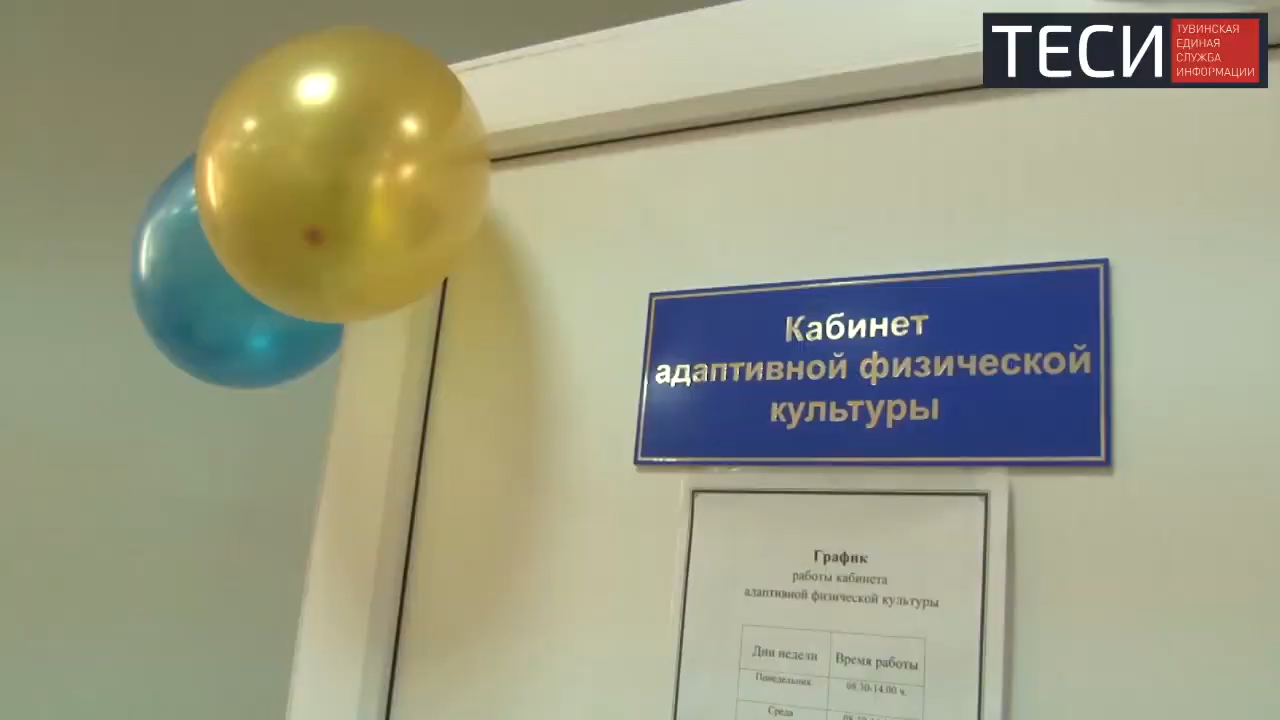 ТЕСИ
ТУВИНСКАЯ
ЕДИНАЯ
СЛУЖБА
ИНФОРМАЦИИ
Кабинет
адаптивной физической
культуры
График
работы кабинета
адаптивной физической культуры
Дни недели Время работы
Понедельник 08.30-14.00 ч.
Среда